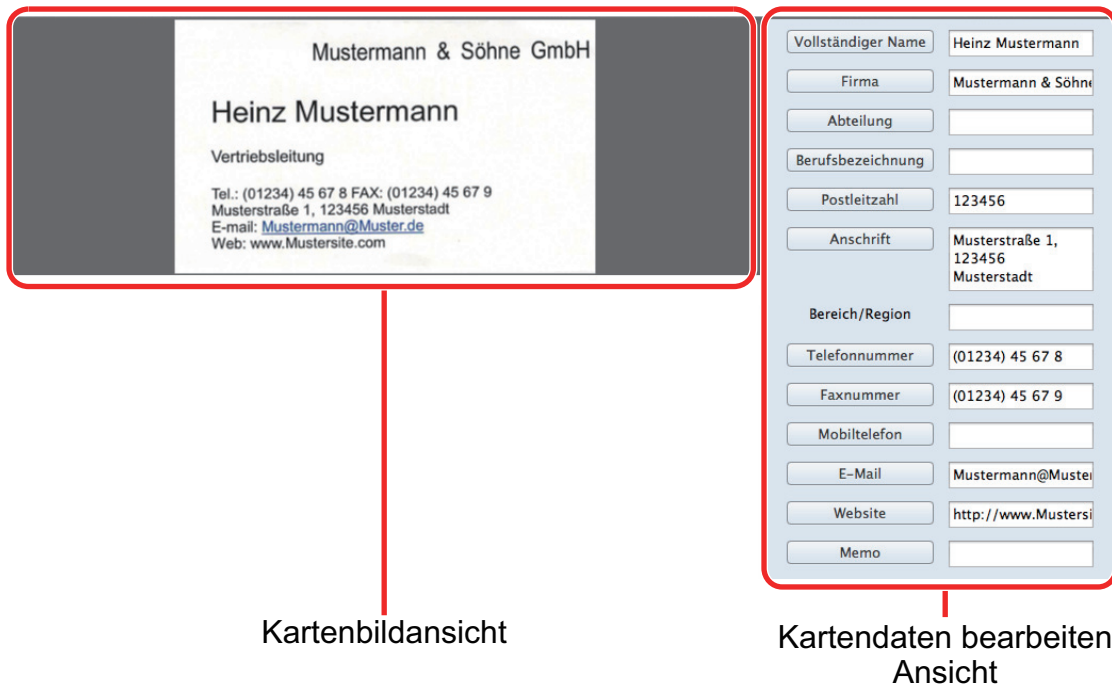 Mustermann & Söhne GmbH
Heinz Mustermann
Vertriebsleitung
Tel.: (01234) 45 67 8 FAX: (01234) 45 67 9
Musterstraße 1, 123456 Musterstadt
E-mail: Mustermann@Muster.de
Web: www.Mustersite.com
Vollständiger Name Heinz Mustermann
Firma Mustermann & Söhne
Abteilung
Berufsbezeichnung
Postleitzahl 123456
Anschrift Musterstraße 1,
123456
Musterstadt
Bereich/Region
Telefonnummer (01234) 45 67 8
Faxnummer (01234) 45 67 9
Mobiltelefon
E-Mail Mustermann@Muster
Website http://www.Mustersi
Memo
Kartenbildansicht
Kartendaten bearbeiten
Ansicht